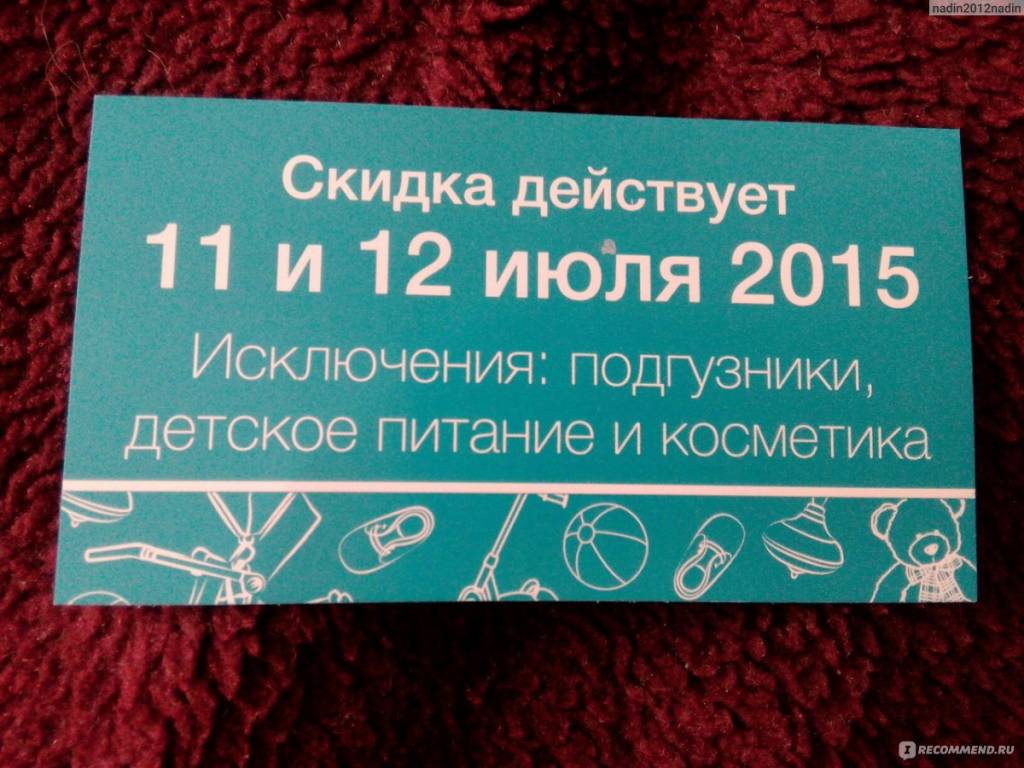 nadin2012nadin
Скидка действует
11 и 12 июля 2015
Исключения: подгузники,
детское питание и косметика
I RECOMMEND.RU